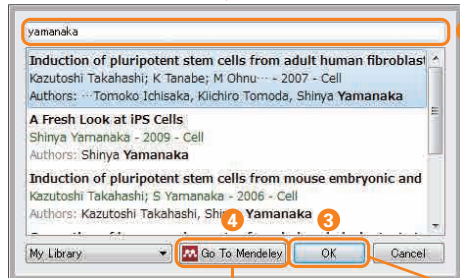 yamanaka
Induction of pluripotent stem cells from adult human fibroblast
Kazutoshi Takahashi; K Tanabe; M Ohnu··· - 2007 - Cell
Authors: ···Tomoko Ichisaka, Kiichiro Tomoda, Shinya Yamanaka
A Fresh Look at iPS Cells
Shinya Yamanaka - 2009 - Cell
Authors: Shinya Yamanaka
Induction of pluripotent stem cells from mouse embryonic and
Kazutoshi Takahashi; S Yamanaka - 2006 - Cell
Authors: Kazutoshi Takahashi, Shinya Yamanaka
4 3
My Library Go To Mendeley OK Cancel